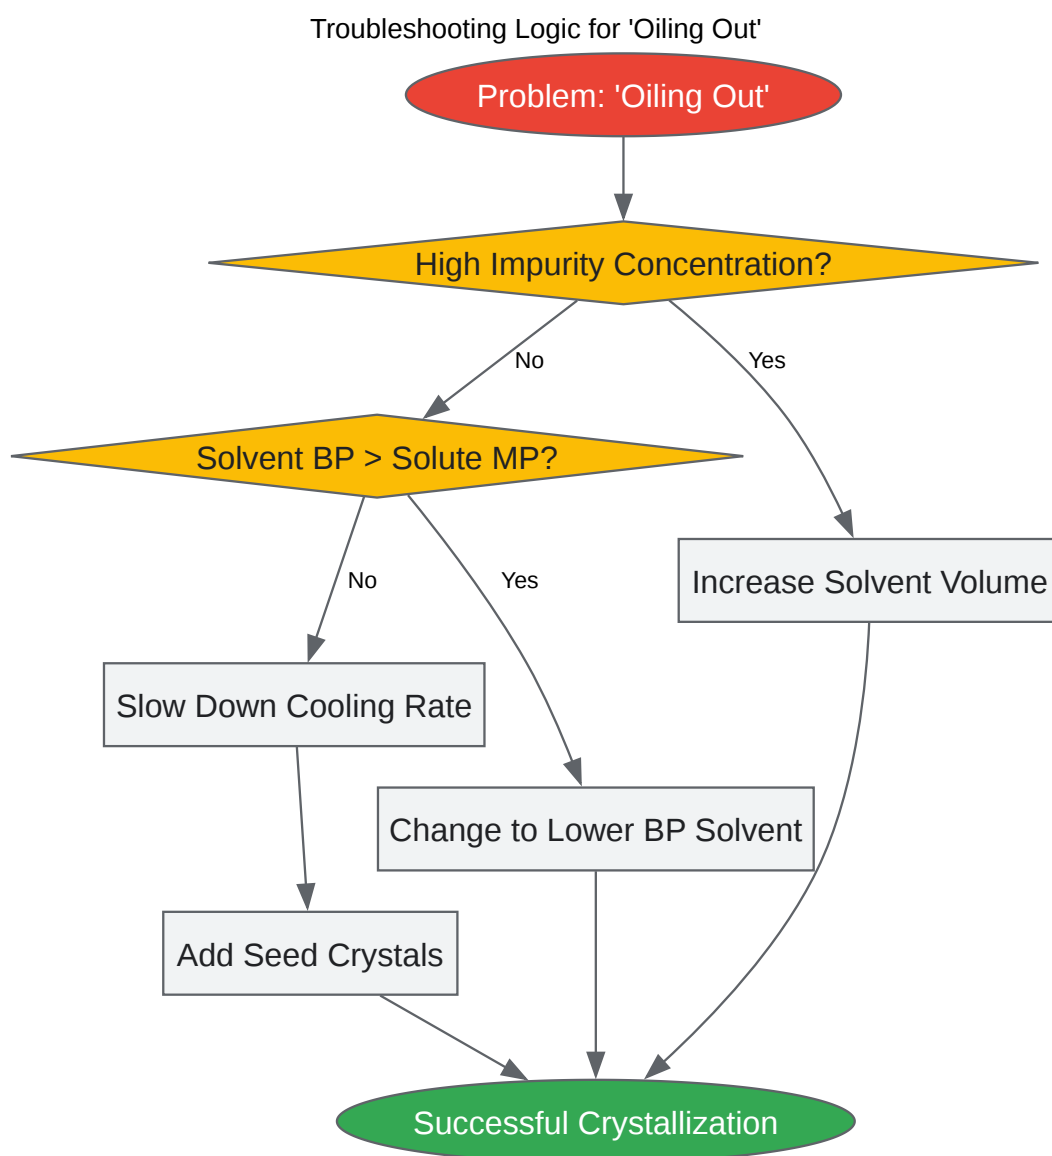 Troubleshooting Logic for 'Oiling Out'
Problem: 'Oiling Out'
High Impurity Concentration?
No
Yes
Solvent BP > Solute MP?
No
Yes
Increase Solvent Volume
Slow Down Cooling Rate
Change to Lower BP Solvent
Add Seed Crystals
Successful Crystallization